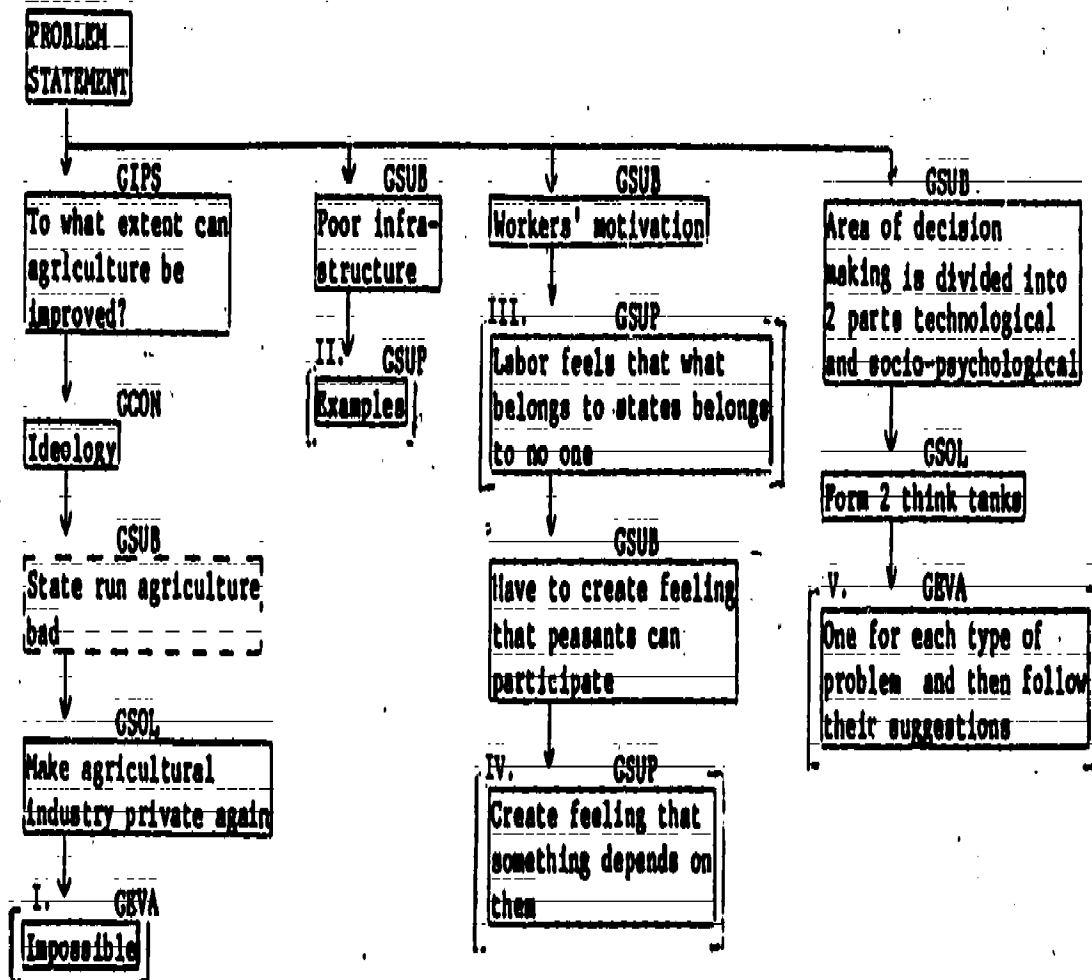 PROBLEM
STATEMENT
GIPS
To what extent can
agriculture be
improved?
GCON
Ideology
GSUB
State run agriculture
bad
GSOL
Make agricultural
industry private again
I. GEVA
Impossible
GSUB
Poor infra-
structure
II. GSUP
Examples
GSUB
Workers' motivation
III. GSUP
Labor feels that what
belongs to states belongs
to no one
GSUB
Have to create feeling
that peasants can
participate
IV. GSUP
Create feeling that
something depends on
them
GSUB
Area of decision
making is divided into
2 parts technological
and socio-psychological
GSOL
Form 2 think tanks
V. GEVA
One for each type of
problem and then follow
their suggestions